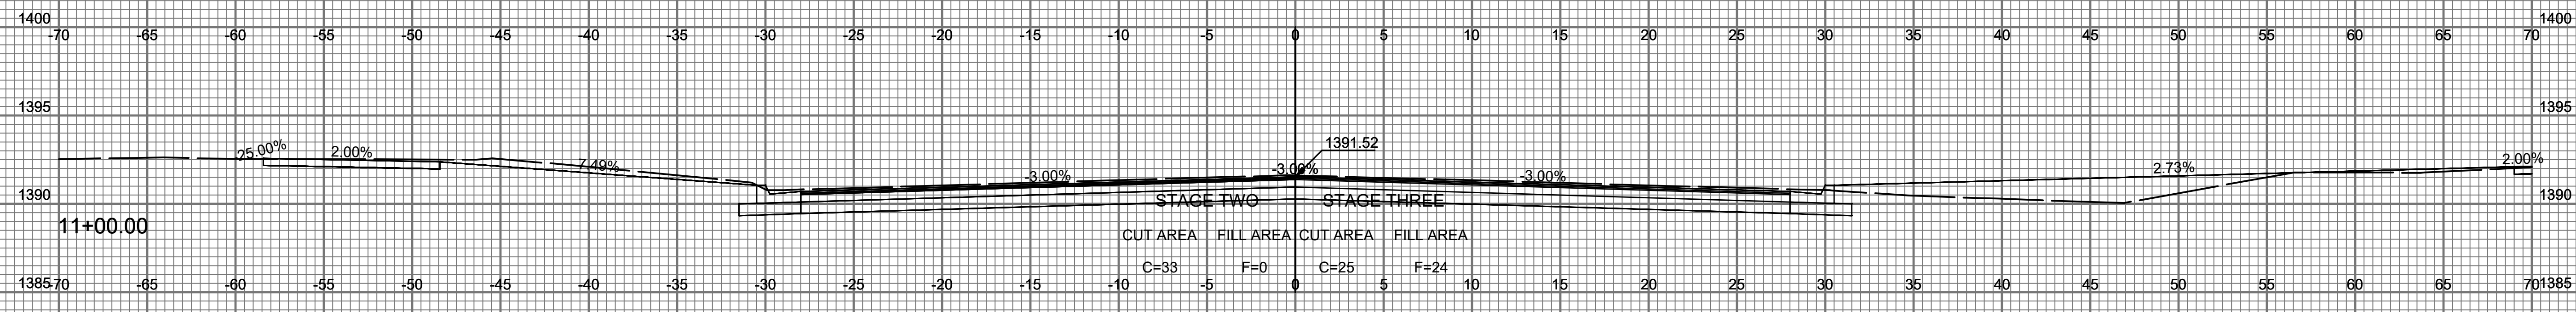 1400 1400
-70 -65 -60 -55 -50 -45 -40 -35 -30 -25 -20 -15 -10 -5 0 5 10 15 20 25 30 35 40 45 50 55 60 65 70
1395 1395
1391.52
25.00% 2.00% 7.49% -3.00% -3.00% -3.00% 2.73% 2.00%
1390 1390
STAGE TWO STAGE THREE
11+00.00
CUT AREA FILL AREA CUT AREA FILL AREA
C=33 F=0 C=25 F=24
1385 -70 -65 -60 -55 -50 -45 -40 -35 -30 -25 -20 -15 -10 -5 0 5 10 15 20 25 30 35 40 45 50 55 60 65 70 1385